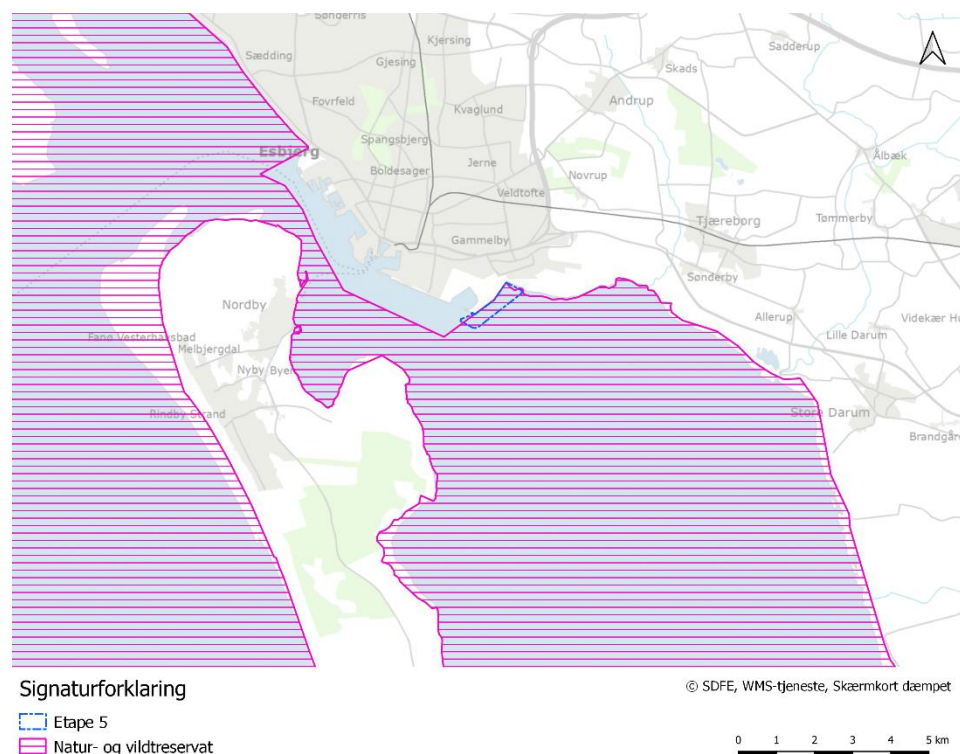 Sønderris
Kjersing
Sadderup
Sædding
Gjesing
Skads
Fovrfeld
Kvaglund
Andrup
Spangsbjerg
Esbjerg
Jerne
Ålbæk
Boldesager
Novrup
Veldtofte
Tjæreborg
Tømmerby
Gammelby
Sønderby
Nordby
Allerup
Videkær Hu
Fanø Vesterhavsbad
Lille Darum
Melbjergdal
Nyby Byen
Rindby Strand
Store Darum
Brandgår
Signaturforklaring
© SDFE, WMS-tjeneste, Skærmkort dæmpet
Etape 5
Natur- og vildtreservat
0 1 2 3 4 5 km